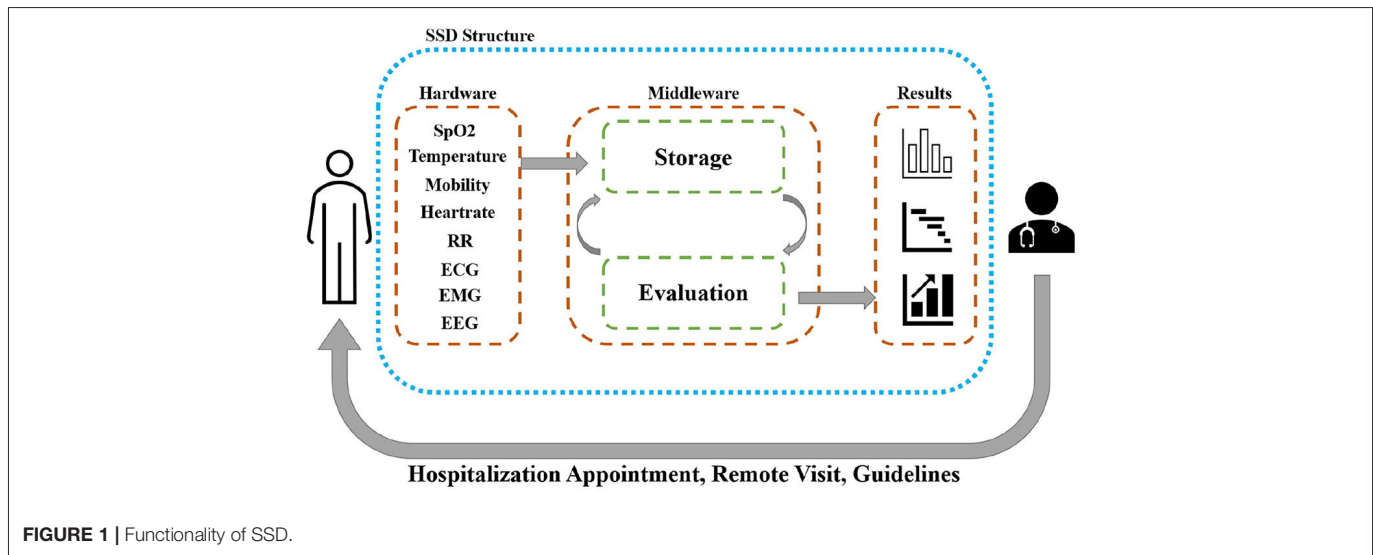 SSD Structure
Hardware
Middleware
Results
SpO2
Temperature
Mobility
Heartrate
RR
ECG
EMG
EEG
Storage
Evaluation
Hospitalization Appointment, Remote Visit, Guidelines
FIGURE 1 | Functionality of SSD.